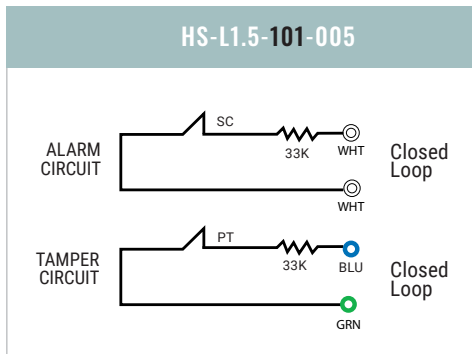 HS-L1.5-101-005
SC
ALARM
CIRCUIT
33K
WHT
Closed
Loop
WHT
PT
TAMPER
CIRCUIT
33K
BLU
Closed
Loop
GRN